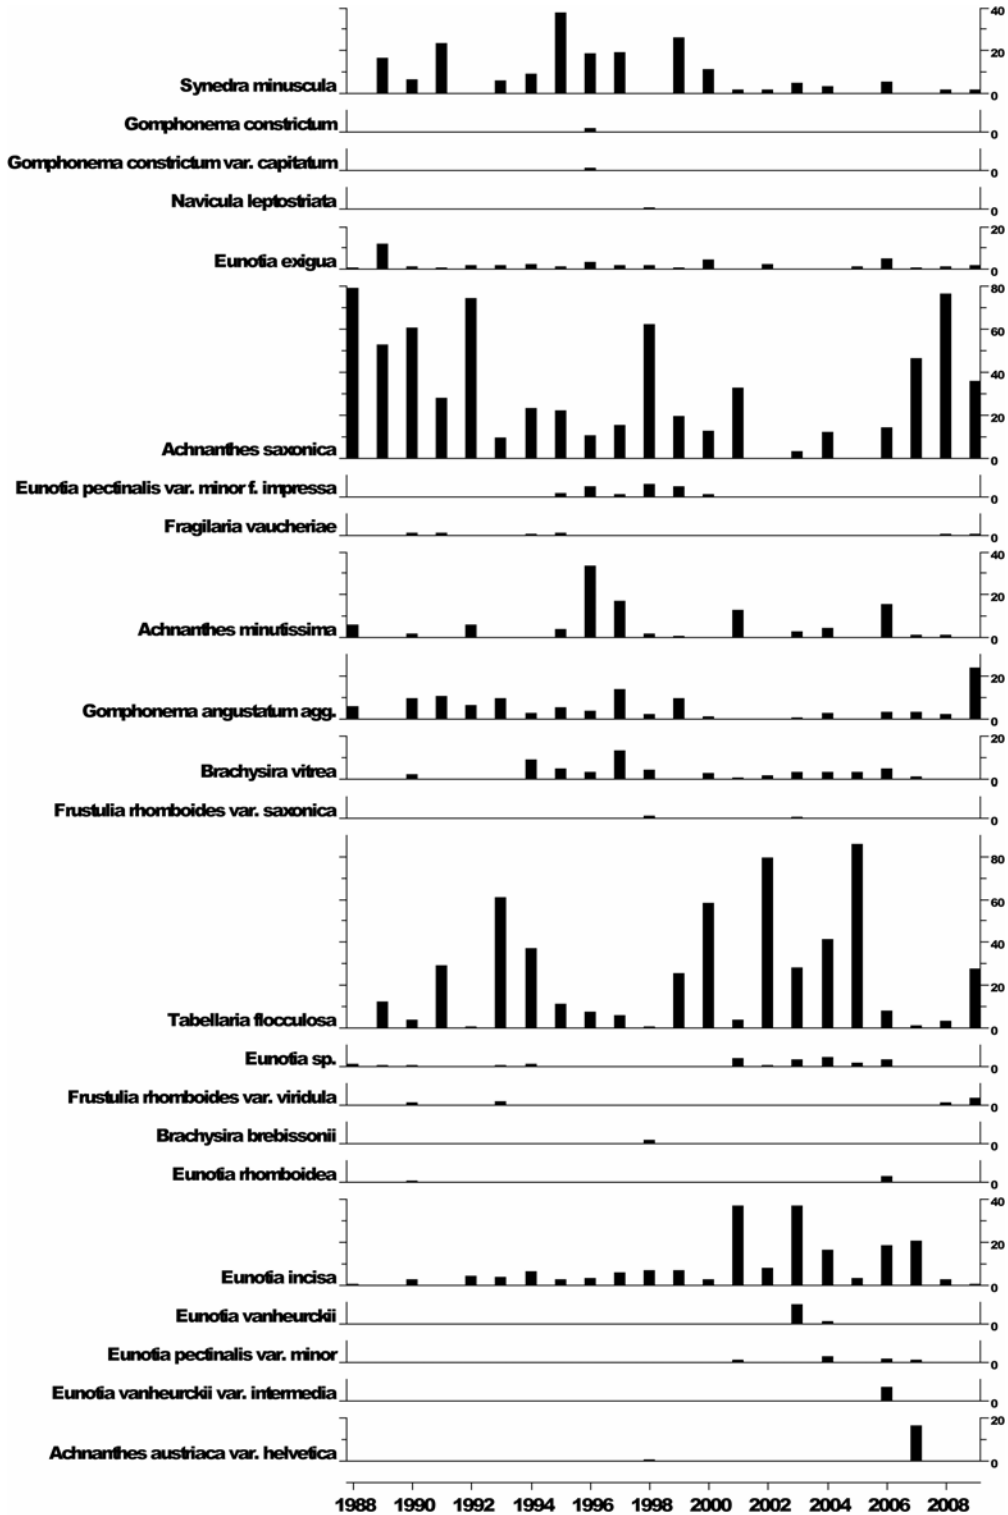 40
20
Synedra minuscula 0
Gomphonema constrictum 0
Gomphonema constrictum var. capitatum 0
Navicula leptostriata 0
20
Eunotia exigua 0
80
60
40
20
Achnanthes saxonica 0
Eunotia pectinalis var. minor f. impressa 0
Fragilaria vaucheriae 0
40
20
Achnanthes minutissima 0
20
Gomphonema angustatum agg. 0
20
Brachysira vitrea 0
Frustulia rhomboides var. saxonica 0
80
60
40
20
Tabellaria flocculosa 0
Eunotia sp. 0
Frustulia rhomboides var. viridula 0
Brachysira brebissonii 0
Eunotia rhomboidea 0
40
20
Eunotia incisa 0
Eunotia vanheurckii 0
Eunotia pectinalis var. minor 0
Eunotia vanheurckii var. intermedia 0
20
Achnanthes austriaca var. helvetica 0
1988 1990 1992 1994 1996 1998 2000 2002 2004 2006 2008